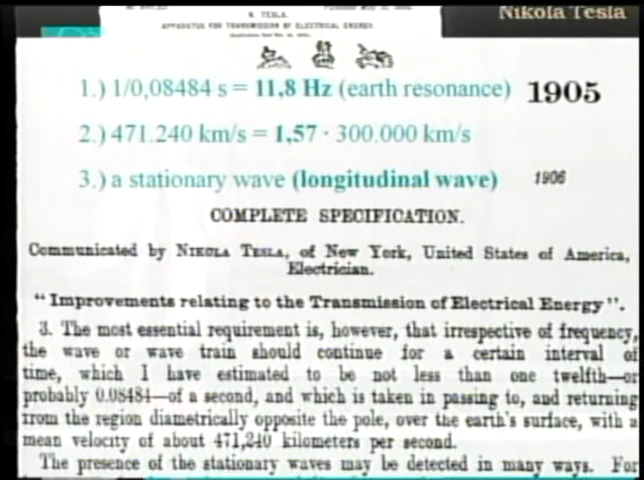 Nikola Tesla
N. TESLA.
APPARATUS FOR TRANSMISSION OF ELECTRICAL ENERGY.
1.) 1/0,08484 s = 11,8 Hz (earth resonance) 1905
2.) 471.240 km/s = 1,57 · 300.000 km/s
3.) a stationary wave (longitudinal wave) 1906
COMPLETE SPECIFICATION.
Communicated by NIKOLA TESLA, of New York, United States of America,
Electrician.
"Improvements relating to the Transmission of Electrical Energy".
3. The most essential requirement is, however, that irrespective of frequency,
the wave or wave train should continue for a certain interval of
time, which I have estimated to be not less than one twelfth—or
probably 0.08484—of a second, and which is taken in passing to, and returning
from the region diametrically opposite the pole, over the earth's surface, with a
mean velocity of about 471,240 kilometers per second.
The presence of the stationary waves may be detected in many ways. For